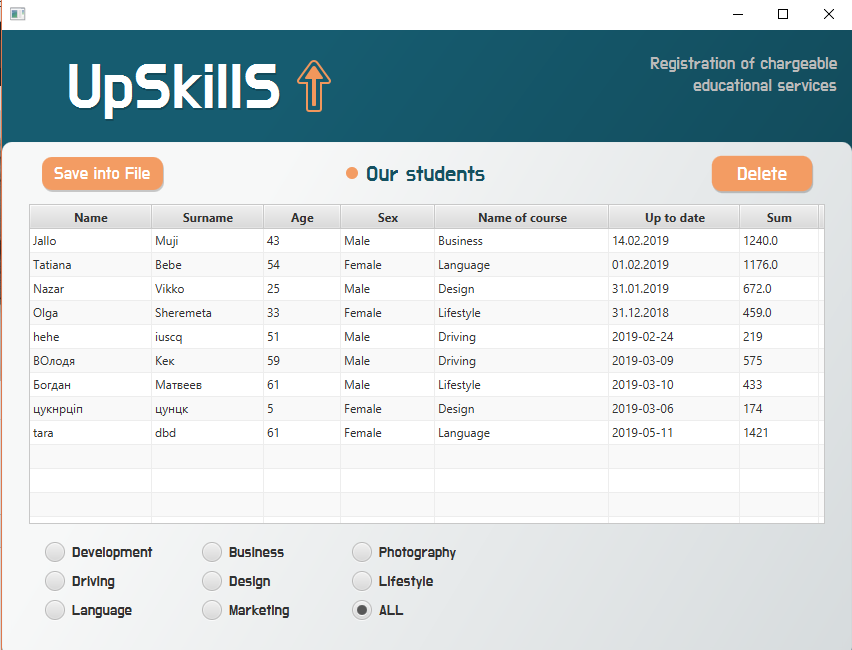 UpSkillS
Registration of chargeable
educational services
Save into File
Our students
Delete
Name Surname Age Sex Name of course Up to date Sum
Jallo Muji 43 Male Business 14.02.2019 1240.0
Tatiana Bebe 54 Female Language 01.02.2019 1176.0
Nazar Vikko 25 Male Design 31.01.2019 672.0
Olga Sheremeta 33 Female Lifestyle 31.12.2018 459.0
hehe iuscq 51 Male Driving 2019-02-24 219
ВОлодя Кек 59 Male Driving 2019-03-09 575
Богдан Матвеев 61 Male Lifestyle 2019-03-10 433
цукнрціп цунцк 5 Female Design 2019-03-06 174
tara dbd 61 Female Language 2019-05-11 1421
Development Business Photography
Driving Design Lifestyle
Language Marketing ALL